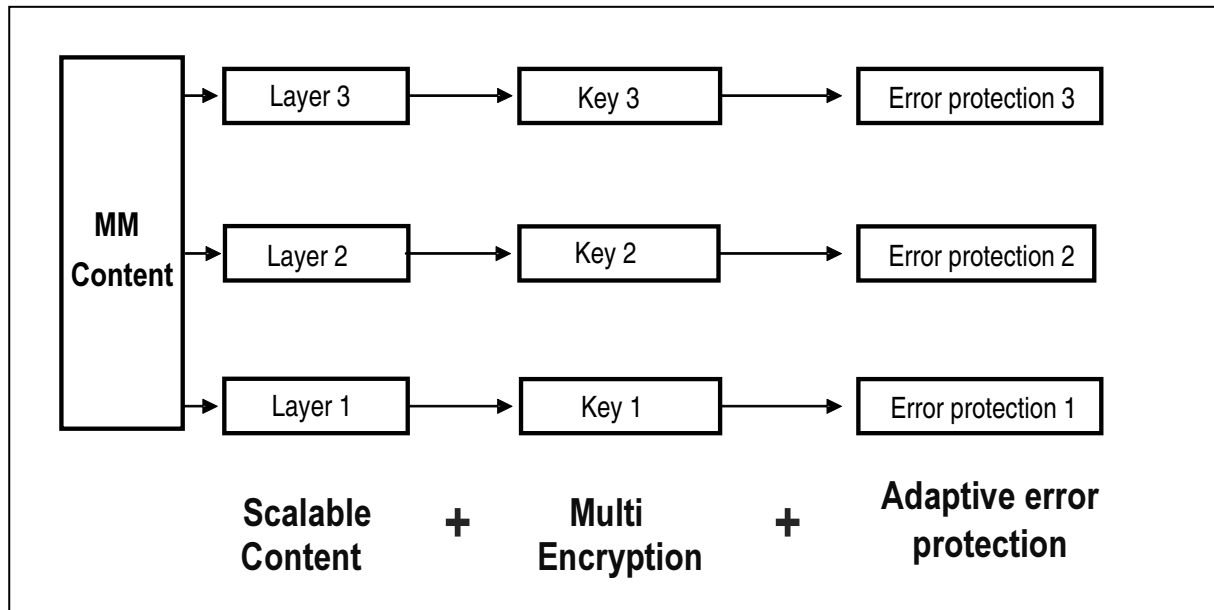 Layer 3
Key 3
Error protection 3
MM
Content
Layer 2
Key 2
Error protection 2
Layer 1
Key 1
Error protection 1
Scalable
Content
+
Multi
Encryption
+
Adaptive error
protection